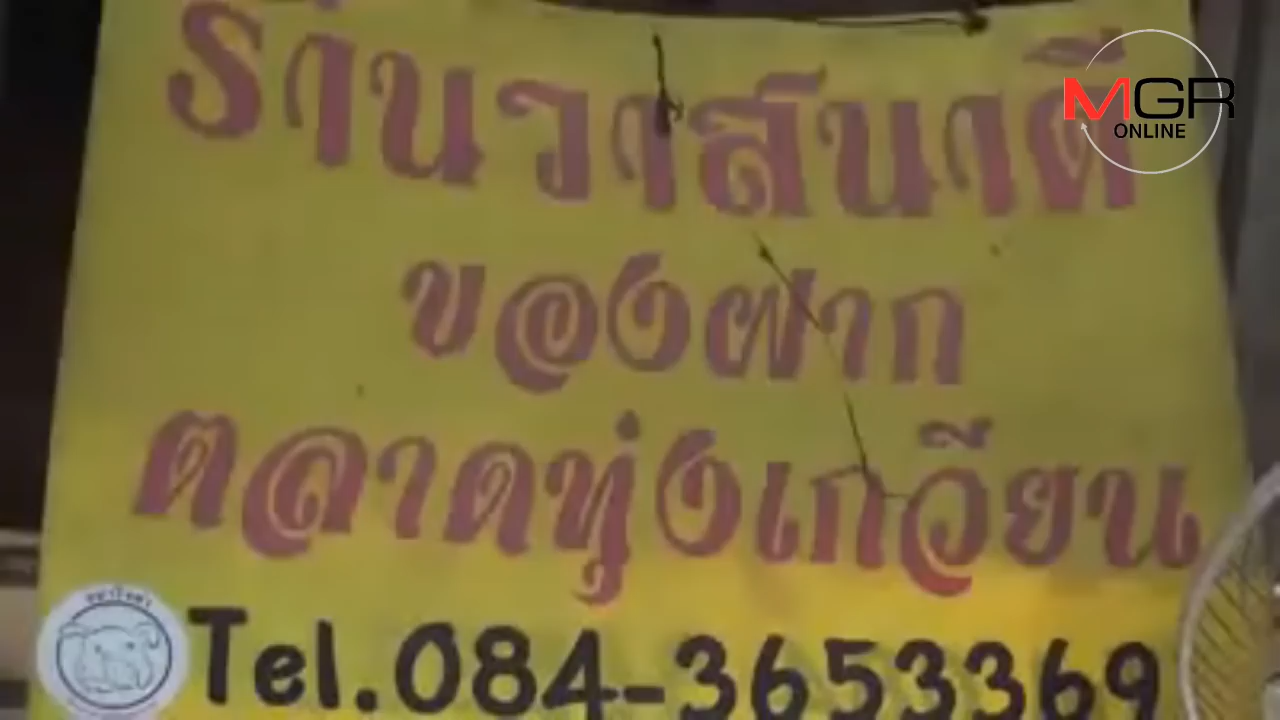 ร้านวาสนาดี
MGR
ONLINE
ของฝาก
ตลาดทุ่งเกวียน
Tel.084-3653369